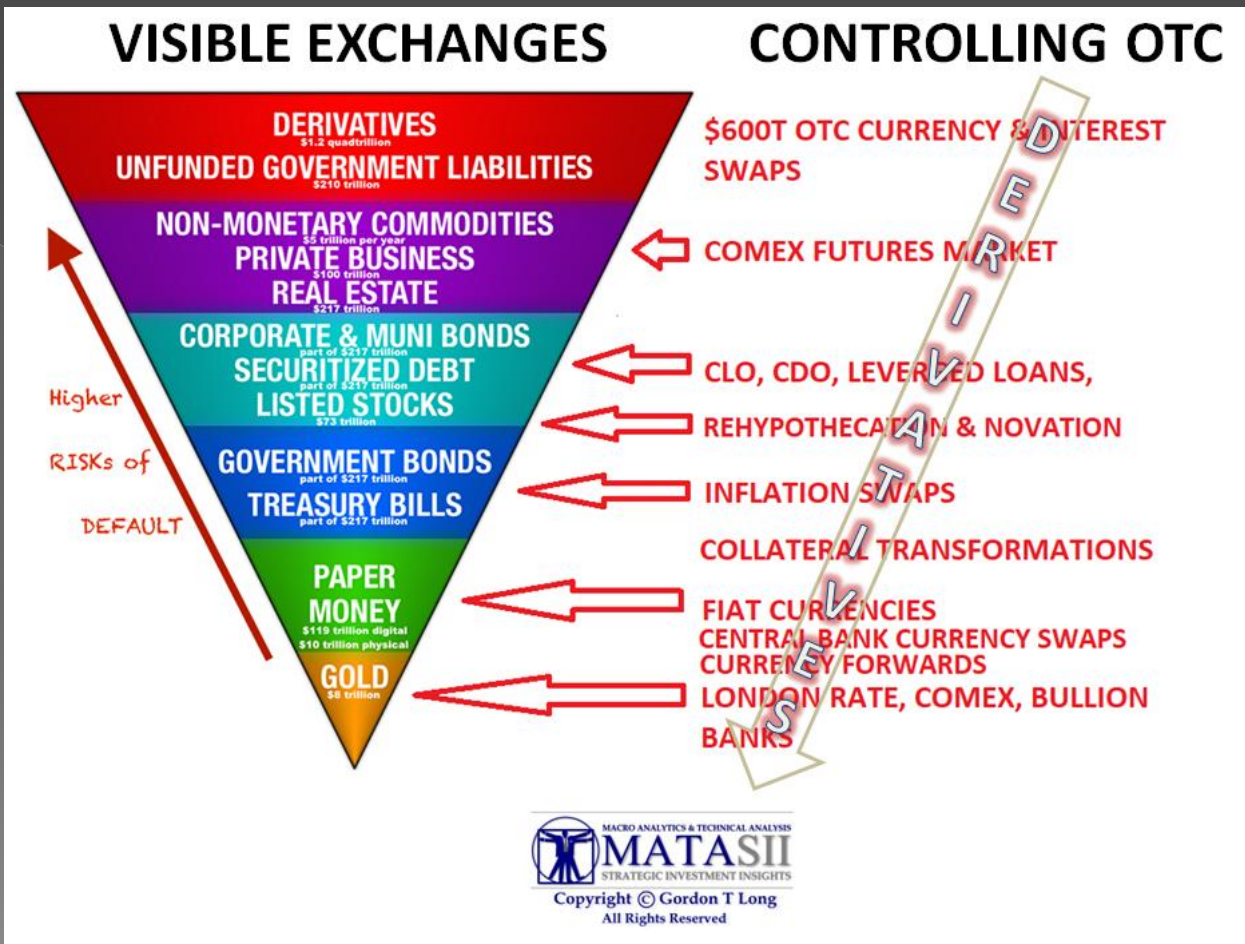 VISIBLE EXCHANGES
CONTROLLING OTC
DERIVATIVES
$1.2 quadtrillion
UNFUNDED GOVERNMENT LIABILITIES
$210 trillion
NON-MONETARY COMMODITIES
$5 trillion per year
PRIVATE BUSINESS
$100 trillion
REAL ESTATE
$217 trillion
CORPORATE & MUNI BONDS
part of $217 trillion
SECURITIZED DEBT
part of $217 trillion
LISTED STOCKS
$73 trillion
GOVERNMENT BONDS
part of $217 trillion
TREASURY BILLS
part of $217 trillion
PAPER
MONEY
$119 trillion digital
$10 trillion physical
GOLD
$8 trillion
Higher
RISKs of
DEFAULT
$600T OTC CURRENCY & INTEREST
SWAPS
COMEX FUTURES MARKET
CLO, CDO, LEVERGED LOANS,
REHYPOTHECATION & NOVATION
INFLATION SWAPS
COLLATERAL TRANSFORMATIONS
FIAT CURRENCIES
CENTRAL BANK CURRENCY SWAPS
CURRENCY FORWARDS
LONDON RATE, COMEX, BULLION
BANKS
DERIVATIVES
MACRO ANALYTICS & TECHNICAL ANALYSIS
MATASII
STRATEGIC INVESTMENT INSIGHTS
Copyright © Gordon T Long
All Rights Reserved